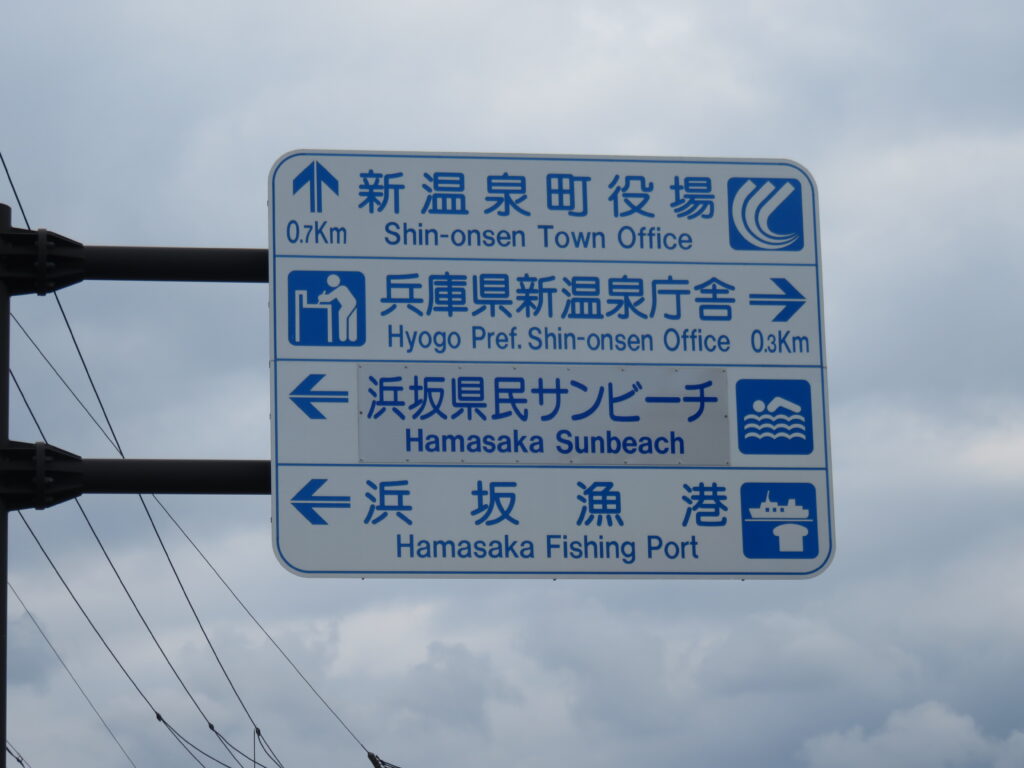 新温泉町役場
0.7Km Shin-onsen Town Office
兵庫県新温泉庁舎
Hyogo Pref. Shin-onsen Office 0.3Km
浜坂県民サンビーチ
Hamasaka Sunbeach
浜坂漁港
Hamasaka Fishing Port